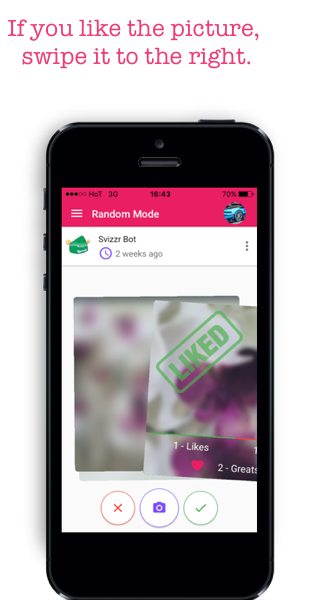 If you like the picture,
swipe it to the right.
HoT 3G 16:43 70%
Random Mode
Svizzr Bot
2 weeks ago
LIKED
1 - Likes 1
2 - Greats